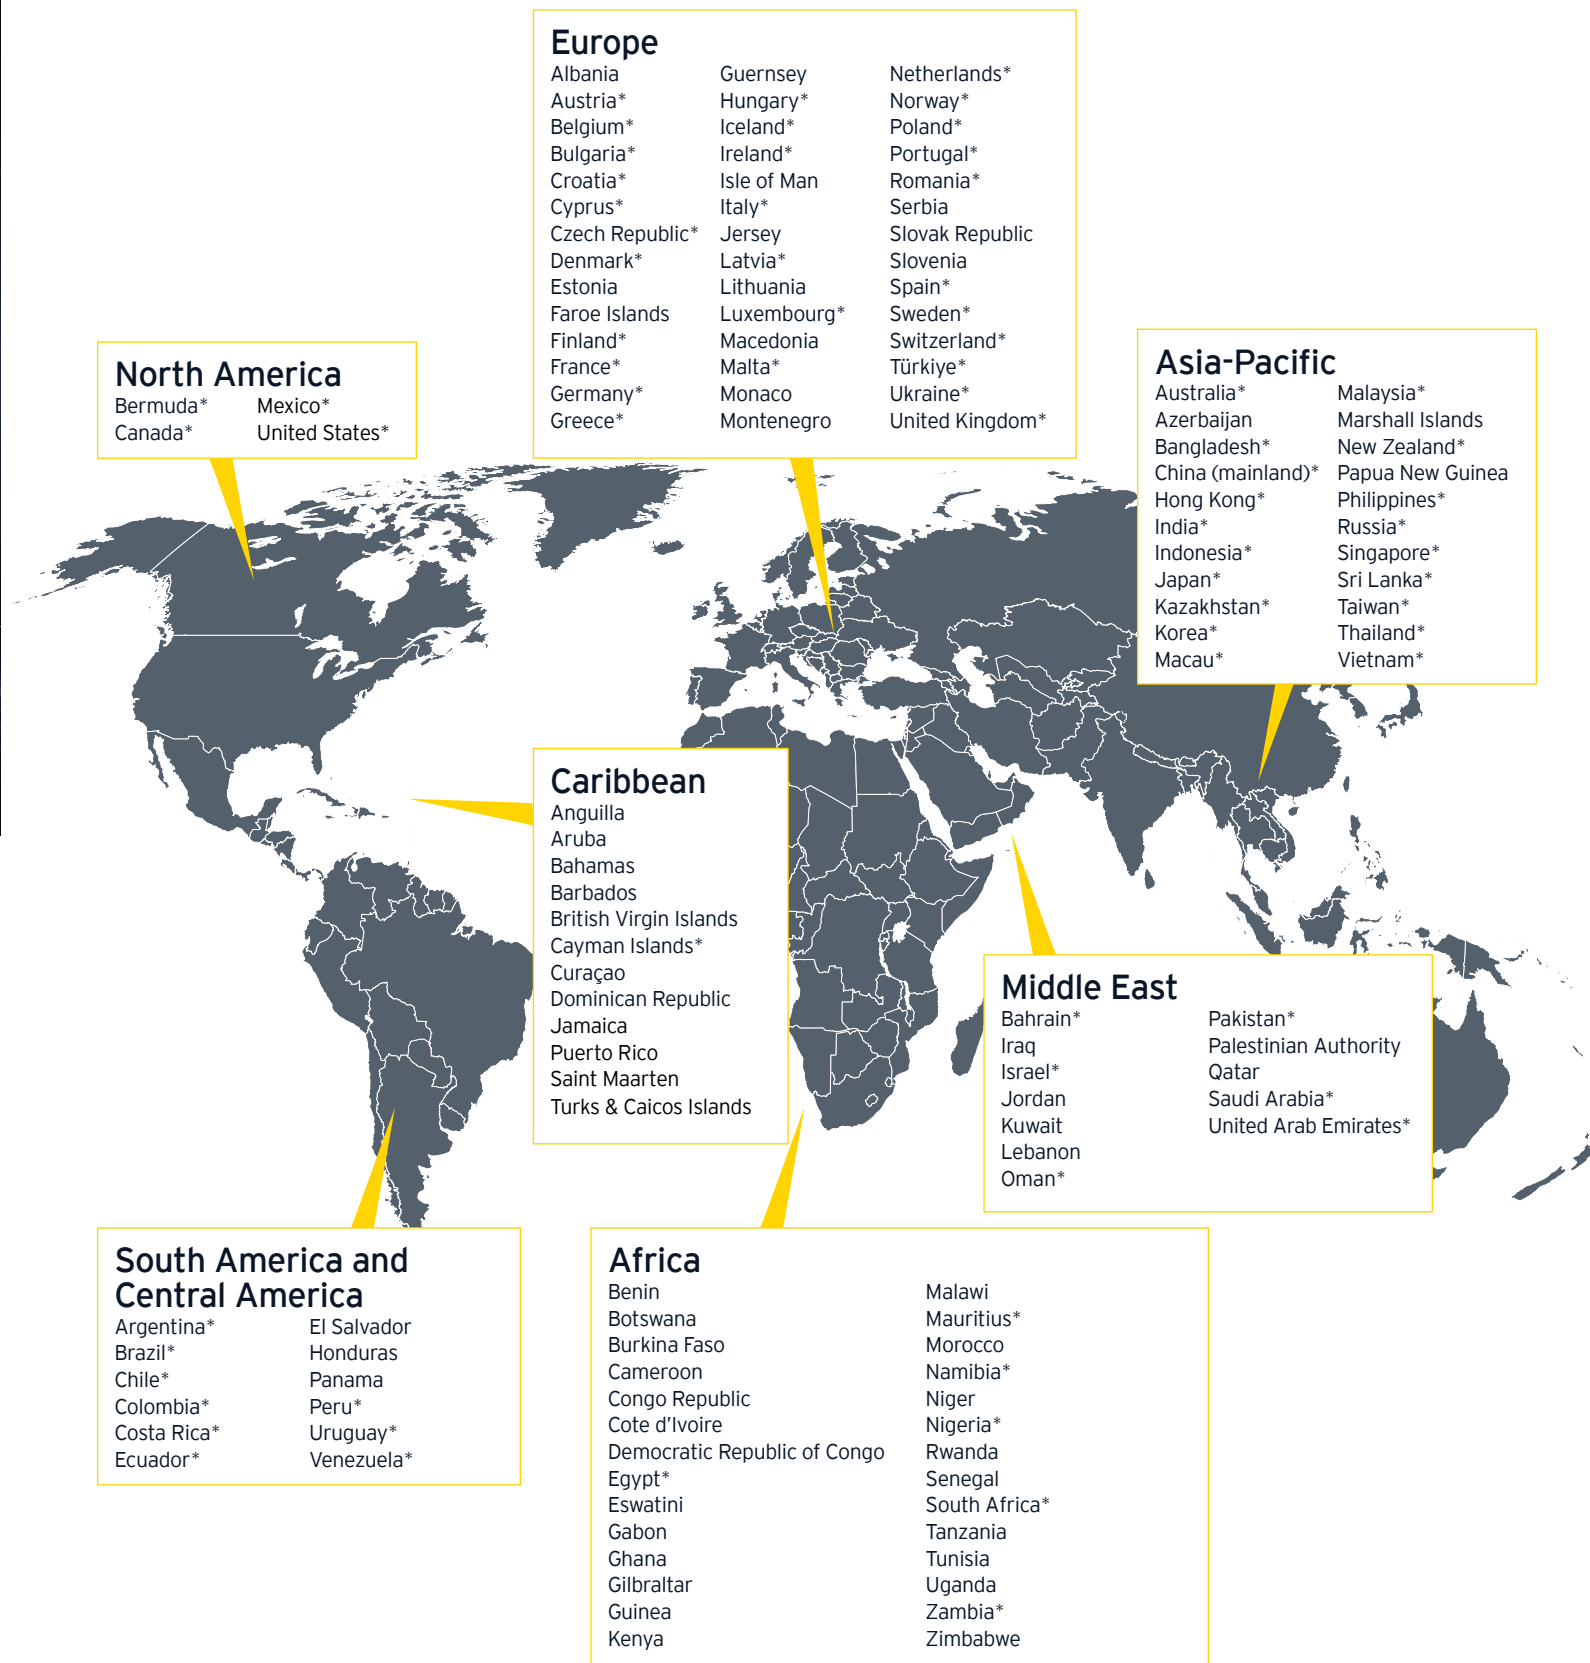 Europe
Albania
Austria*
Belgium*
Bulgaria*
Croatia*
Cyprus*
Czech Republic*
Denmark*
Estonia
Faroe Islands
Finland*
France*
Germany*
Greece*
Guernsey
Hungary*
Iceland*
Ireland*
Isle of Man
Italy*
Jersey
Latvia*
Lithuania
Luxembourg*
Macedonia
Malta*
Monaco
Montenegro
Netherlands*
Norway*
Poland*
Portugal*
Romania*
Serbia
Slovak Republic
Slovenia
Spain*
Sweden*
Switzerland*
Türkiye*
Ukraine*
United Kingdom*
North America
Bermuda*
Canada*
Mexico*
United States*
Asia-Pacific
Australia*
Azerbaijan
Bangladesh*
China (mainland)*
Hong Kong*
India*
Indonesia*
Japan*
Kazakhstan*
Korea*
Macau*
Malaysia*
Marshall Islands
New Zealand*
Papua New Guinea
Philippines*
Russia*
Singapore*
Sri Lanka*
Taiwan*
Thailand*
Vietnam*
Caribbean
Anguilla
Aruba
Bahamas
Barbados
British Virgin Islands
Cayman Islands*
Curaçao
Dominican Republic
Jamaica
Puerto Rico
Saint Maarten
Turks & Caicos Islands
Middle East
Bahrain*
Iraq
Israel*
Jordan
Kuwait
Lebanon
Oman*
Pakistan*
Palestinian Authority
Qatar
Saudi Arabia*
United Arab Emirates*
South America and
Central America
Argentina*
Brazil*
Chile*
Colombia*
Costa Rica*
Ecuador*
El Salvador
Honduras
Panama
Peru*
Uruguay*
Venezuela*
Africa
Benin
Botswana
Burkina Faso
Cameroon
Congo Republic
Cote d'Ivoire
Democratic Republic of Congo
Egypt*
Eswatini
Gabon
Ghana
Gilbraltar
Guinea
Kenya
Malawi
Mauritius*
Morocco
Namibia*
Niger
Nigeria*
Rwanda
Senegal
South Africa*
Tanzania
Tunisia
Uganda
Zambia*
Zimbabwe